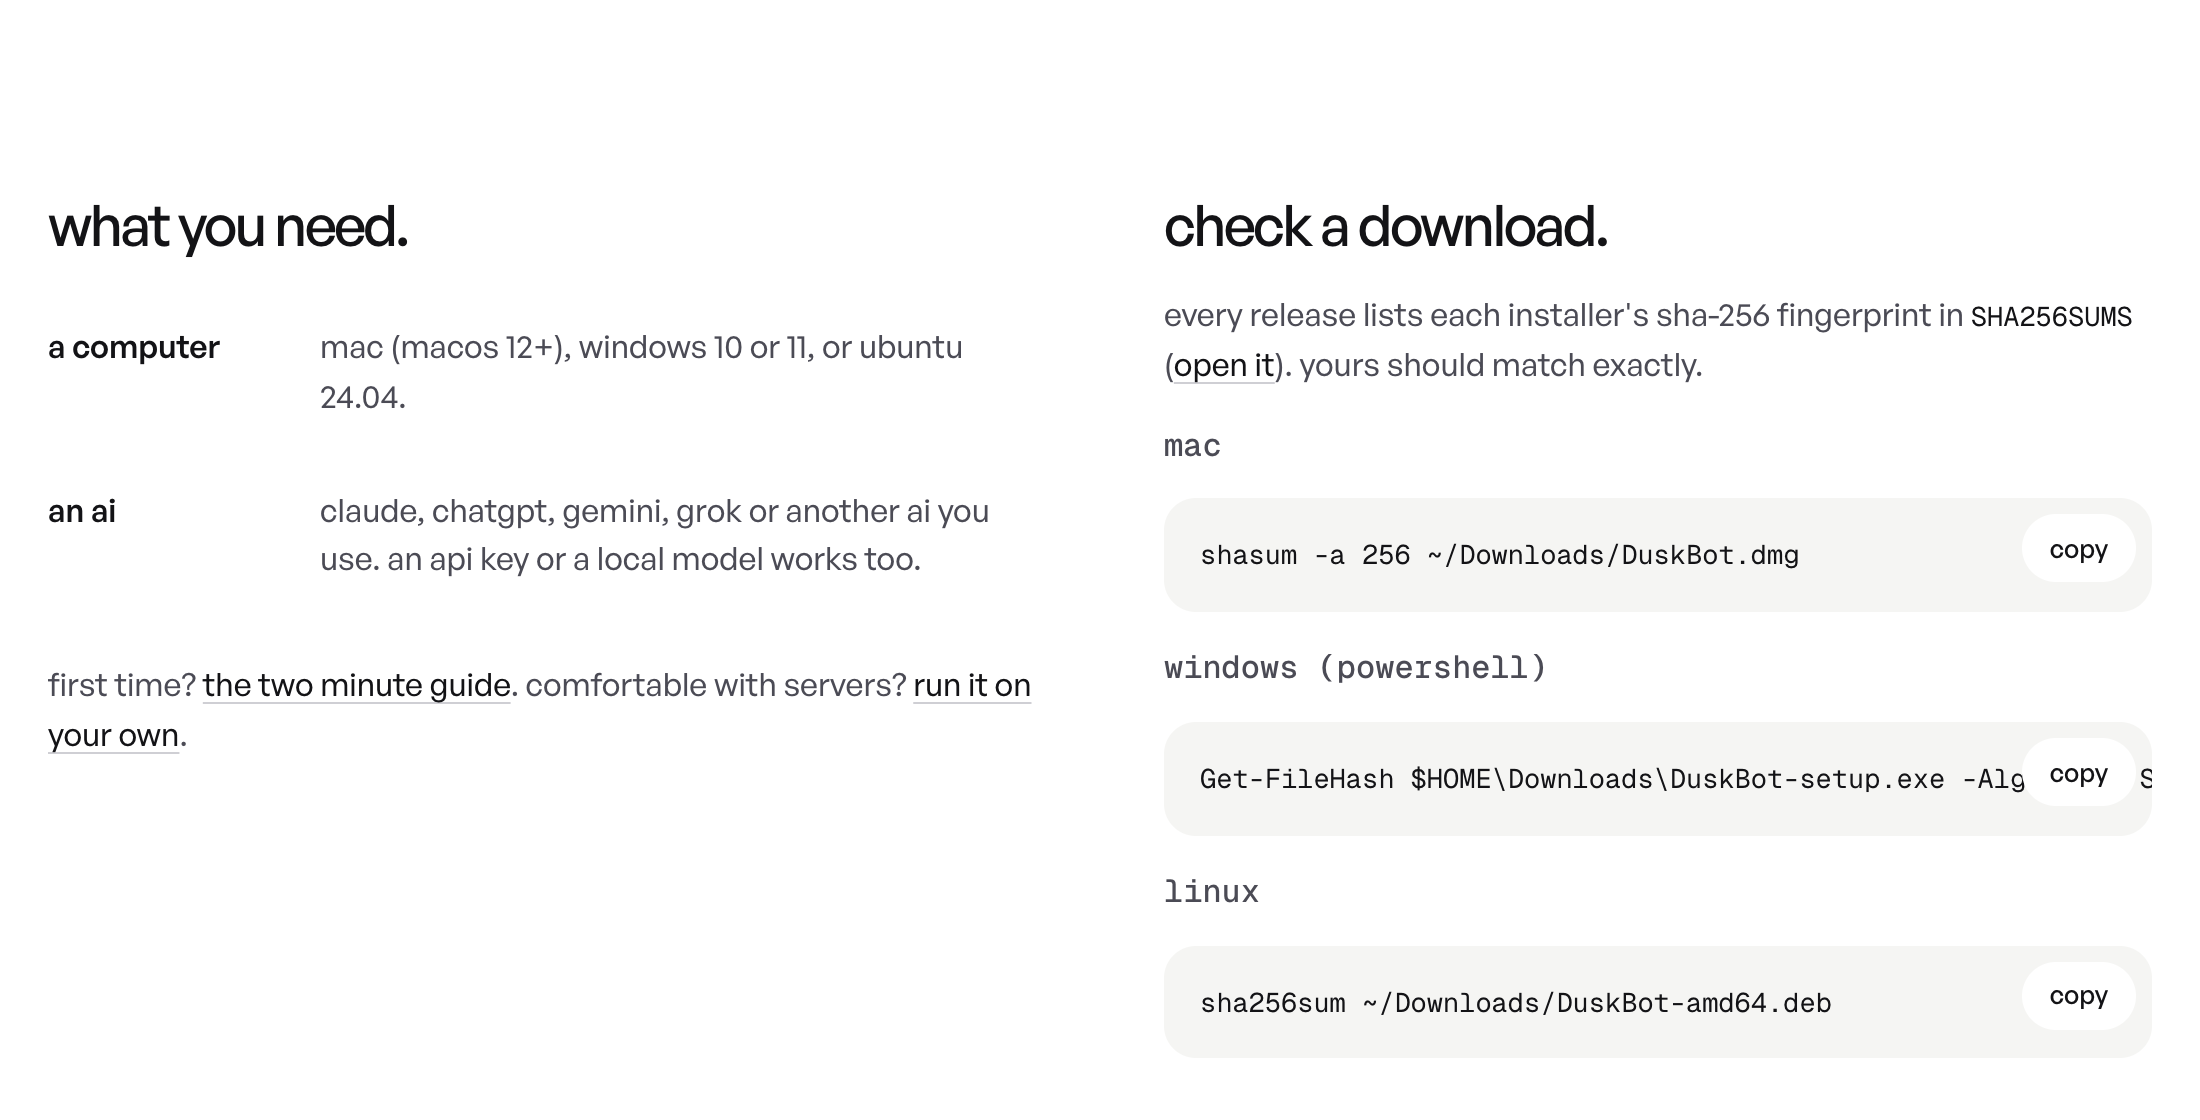 what you need.
a computer
mac (macos 12+), windows 10 or 11, or ubuntu
24.04.
an ai
claude, chatgpt, gemini, grok or another ai you
use. an api key or a local model works too.
first time? the two minute guide. comfortable with servers? run it on
your own.
check a download.
every release lists each installer's sha-256 fingerprint in SHA256SUMS
(open it). yours should match exactly.
mac
shasum -a 256 ~/Downloads/DuskBot.dmg
copy
windows (powershell)
Get-FileHash $HOME\Downloads\DuskBot-setup.exe -Alg
copy
linux
sha256sum ~/Downloads/DuskBot-amd64.deb
copy